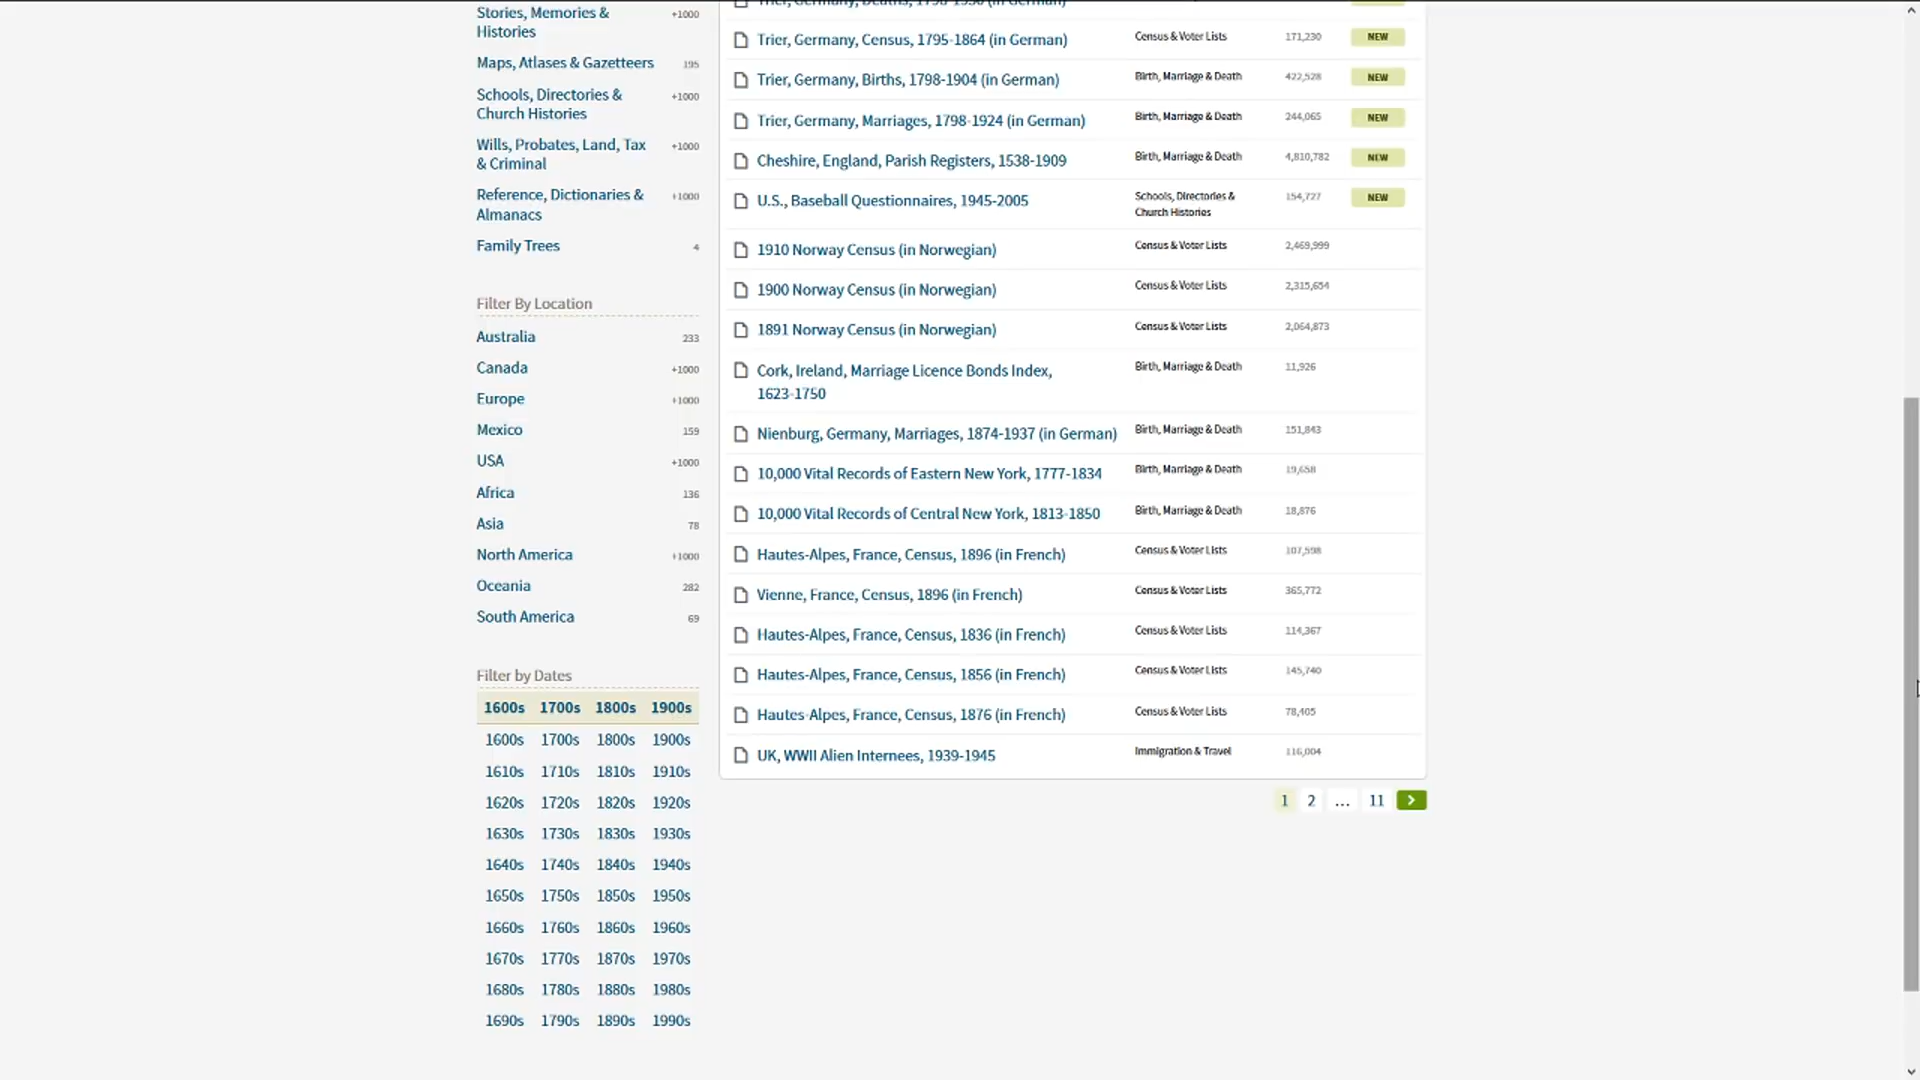 Stories, Memories &
Histories
+1000
Maps, Atlases & Gazetteers 195
Schools, Directories &
Church Histories
+1000
Wills, Probates, Land, Tax
& Criminal
+1000
Reference, Dictionaries &
Almanacs
+1000
Family Trees 4
Filter By Location
Australia 233
Canada +1000
Europe +1000
Mexico 159
USA +1000
Africa 136
Asia 78
North America +1000
Oceania 282
South America 69
Filter by Dates
1600s 1700s 1800s 1900s
1600s 1700s 1800s 1900s
1610s 1710s 1810s 1910s
1620s 1720s 1820s 1920s
1630s 1730s 1830s 1930s
1640s 1740s 1840s 1940s
1650s 1750s 1850s 1950s
1660s 1760s 1860s 1960s
1670s 1770s 1870s 1970s
1680s 1780s 1880s 1980s
1690s 1790s 1890s 1990s
Trier, Germany, Deaths, 1798-1950 (in German)
Trier, Germany, Census, 1795-1864 (in German) Census & Voter Lists 171,230 NEW
Trier, Germany, Births, 1798-1904 (in German) Birth, Marriage & Death 422,528 NEW
Trier, Germany, Marriages, 1798-1924 (in German) Birth, Marriage & Death 244,065 NEW
Cheshire, England, Parish Registers, 1538-1909 Birth, Marriage & Death 4,810,782 NEW
U.S., Baseball Questionnaires, 1945-2005 Schools, Directories & 154,727 NEW
Church Histories
1910 Norway Census (in Norwegian) Census & Voter Lists 2,469,999
1900 Norway Census (in Norwegian) Census & Voter Lists 2,315,654
1891 Norway Census (in Norwegian) Census & Voter Lists 2,064,873
Cork, Ireland, Marriage Licence Bonds Index, Birth, Marriage & Death 11,926
1623-1750
Nienburg, Germany, Marriages, 1874-1937 (in German) Birth, Marriage & Death 151,843
10,000 Vital Records of Eastern New York, 1777-1834 Birth, Marriage & Death 19,658
10,000 Vital Records of Central New York, 1813-1850 Birth, Marriage & Death 18,876
Hautes-Alpes, France, Census, 1896 (in French) Census & Voter Lists 107,598
Vienne, France, Census, 1896 (in French) Census & Voter Lists 365,772
Hautes-Alpes, France, Census, 1836 (in French) Census & Voter Lists 114,367
Hautes-Alpes, France, Census, 1856 (in French) Census & Voter Lists 145,740
Hautes-Alpes, France, Census, 1876 (in French) Census & Voter Lists 78,405
UK, WWII Alien Internees, 1939-1945 Immigration & Travel 116,004
1 2 ... 11